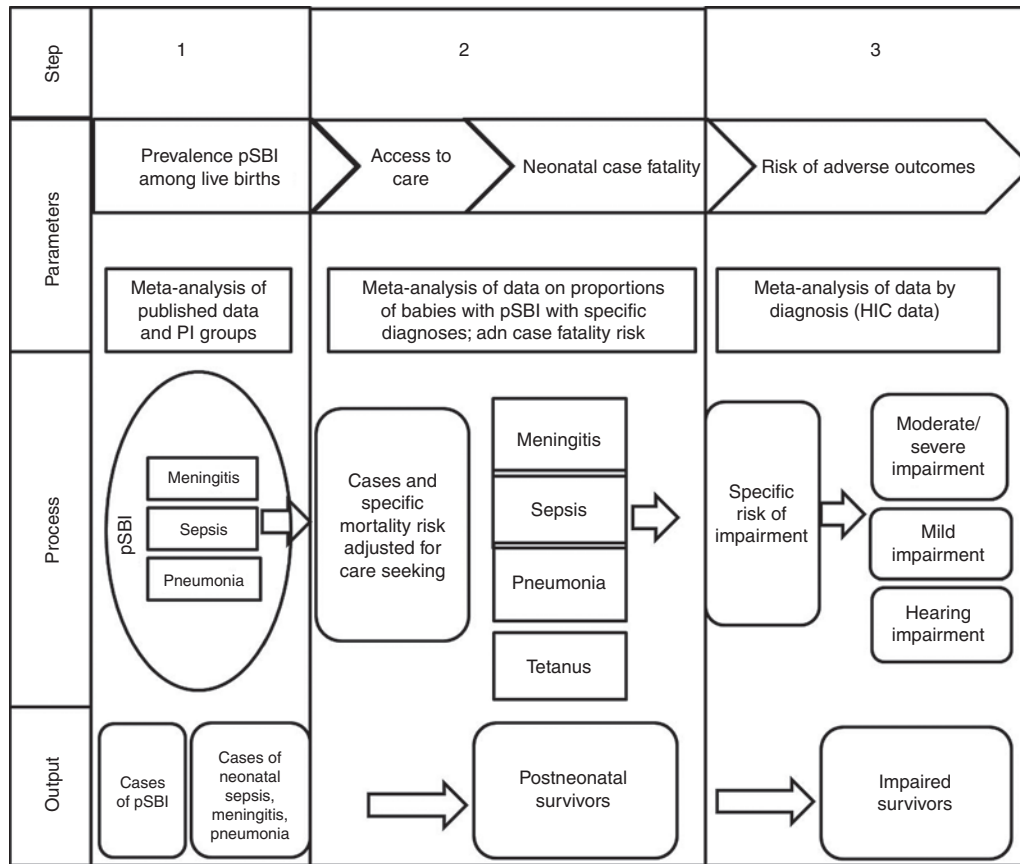 Step
1
2
3
Parameters
Prevalence pSBI
among live births
Access to
care
Neonatal case fatality
Risk of adverse outcomes
Meta-analysis of
published data
and PI groups
Meta-analysis of data on proportions
of babies with pSBI with specific
diagnoses; adn case fatality risk
Meta-analysis of data by
diagnosis (HIC data)
Process
pSBI
Meningitis
Sepsis
Pneumonia
Cases and
specific
mortality risk
adjusted for
care seeking
Meningitis
Sepsis
Pneumonia
Tetanus
Specific
risk of
impairment
Moderate/
severe
impairment
Mild
impairment
Hearing
impairment
Output
Cases
of pSBI
Cases of
neonatal
sepsis,
meningitis,
pneumonia
Postneonatal
survivors
Impaired
survivors